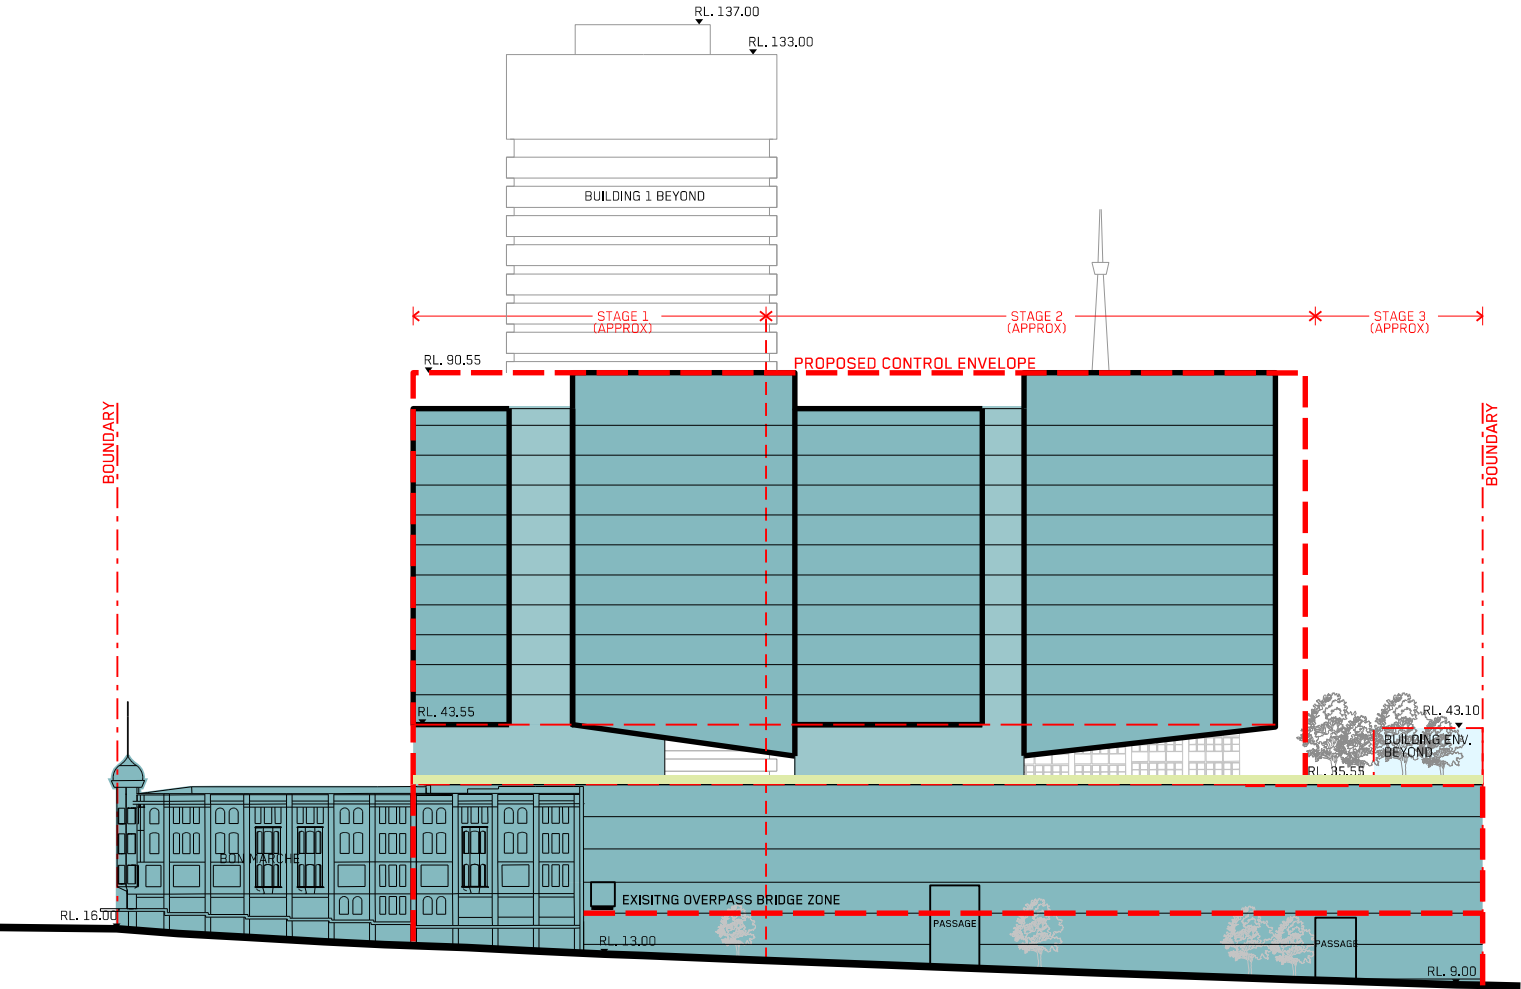 RL. 137.00
RL. 133.00
BUILDING 1 BEYOND
STAGE 1
(APPROX)
STAGE 2
(APPROX)
STAGE 3
(APPROX)
RL. 90.55
PROPOSED CONTROL ENVELOPE
BOUNDARY
BOUNDARY
RL. 43.55
RL. 43.10
BUILDING ENV.
BEYOND
RL. 35.55
BON MARCHE
EXISITNG OVERPASS BRIDGE ZONE
RL. 16.00
PASSAGE
RL. 13.00
PASSAGE
RL. 9.00